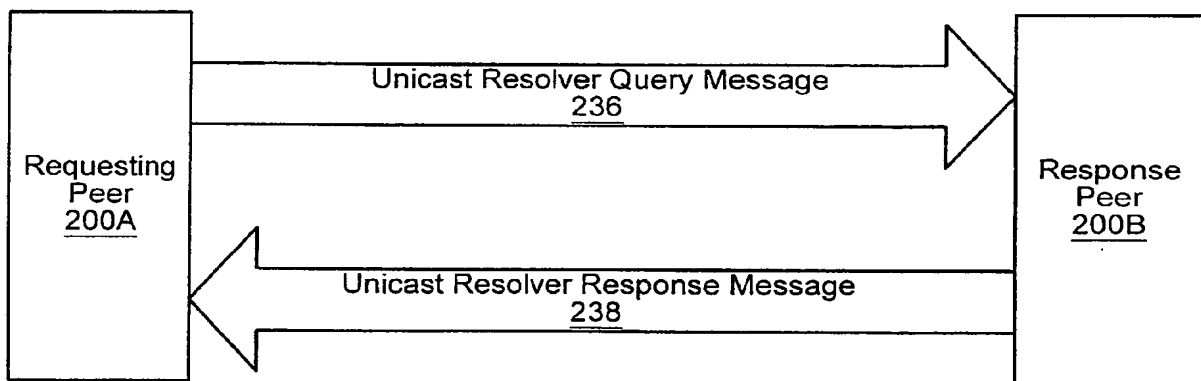 Unicast Resolver Query Message
236
Requesting
Peer
200A
Response
Peer
200B
Unicast Resolver Response Message
238